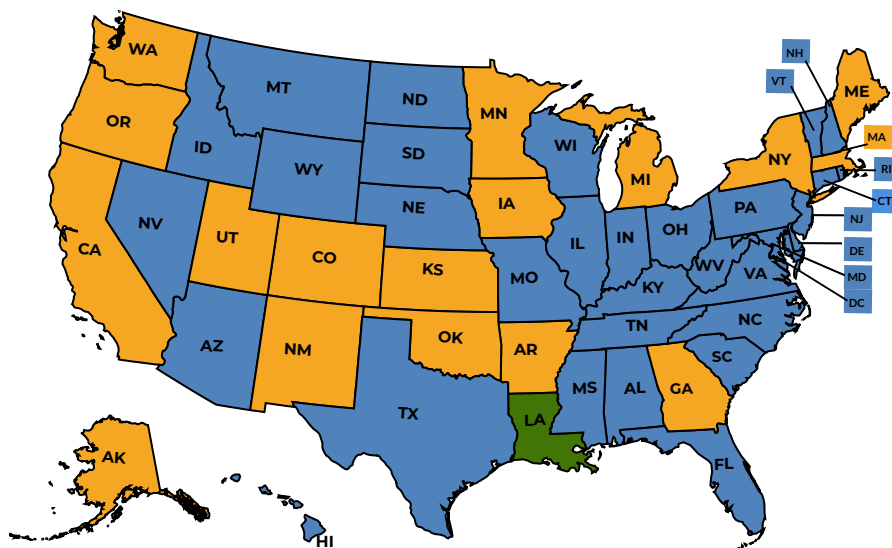 WA
MT
ND
MN
NH
VT
ME
OR
ID
WY
SD
WI
MI
NY
MA
RI
CT
NV
UT
CO
NE
IA
IL
IN
OH
PA
NJ
CA
KS
MO
KY
WV
VA
DE
MD
DC
AZ
NM
OK
AR
TN
NC
SC
TX
LA
MS
AL
GA
FL
AK
HI